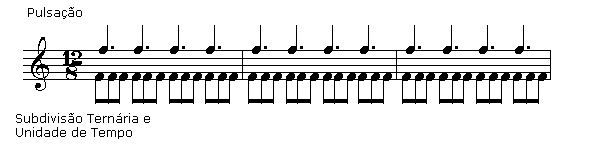 Pulsação
12
8
Subdivisão Ternária e
Unidade de Tempo